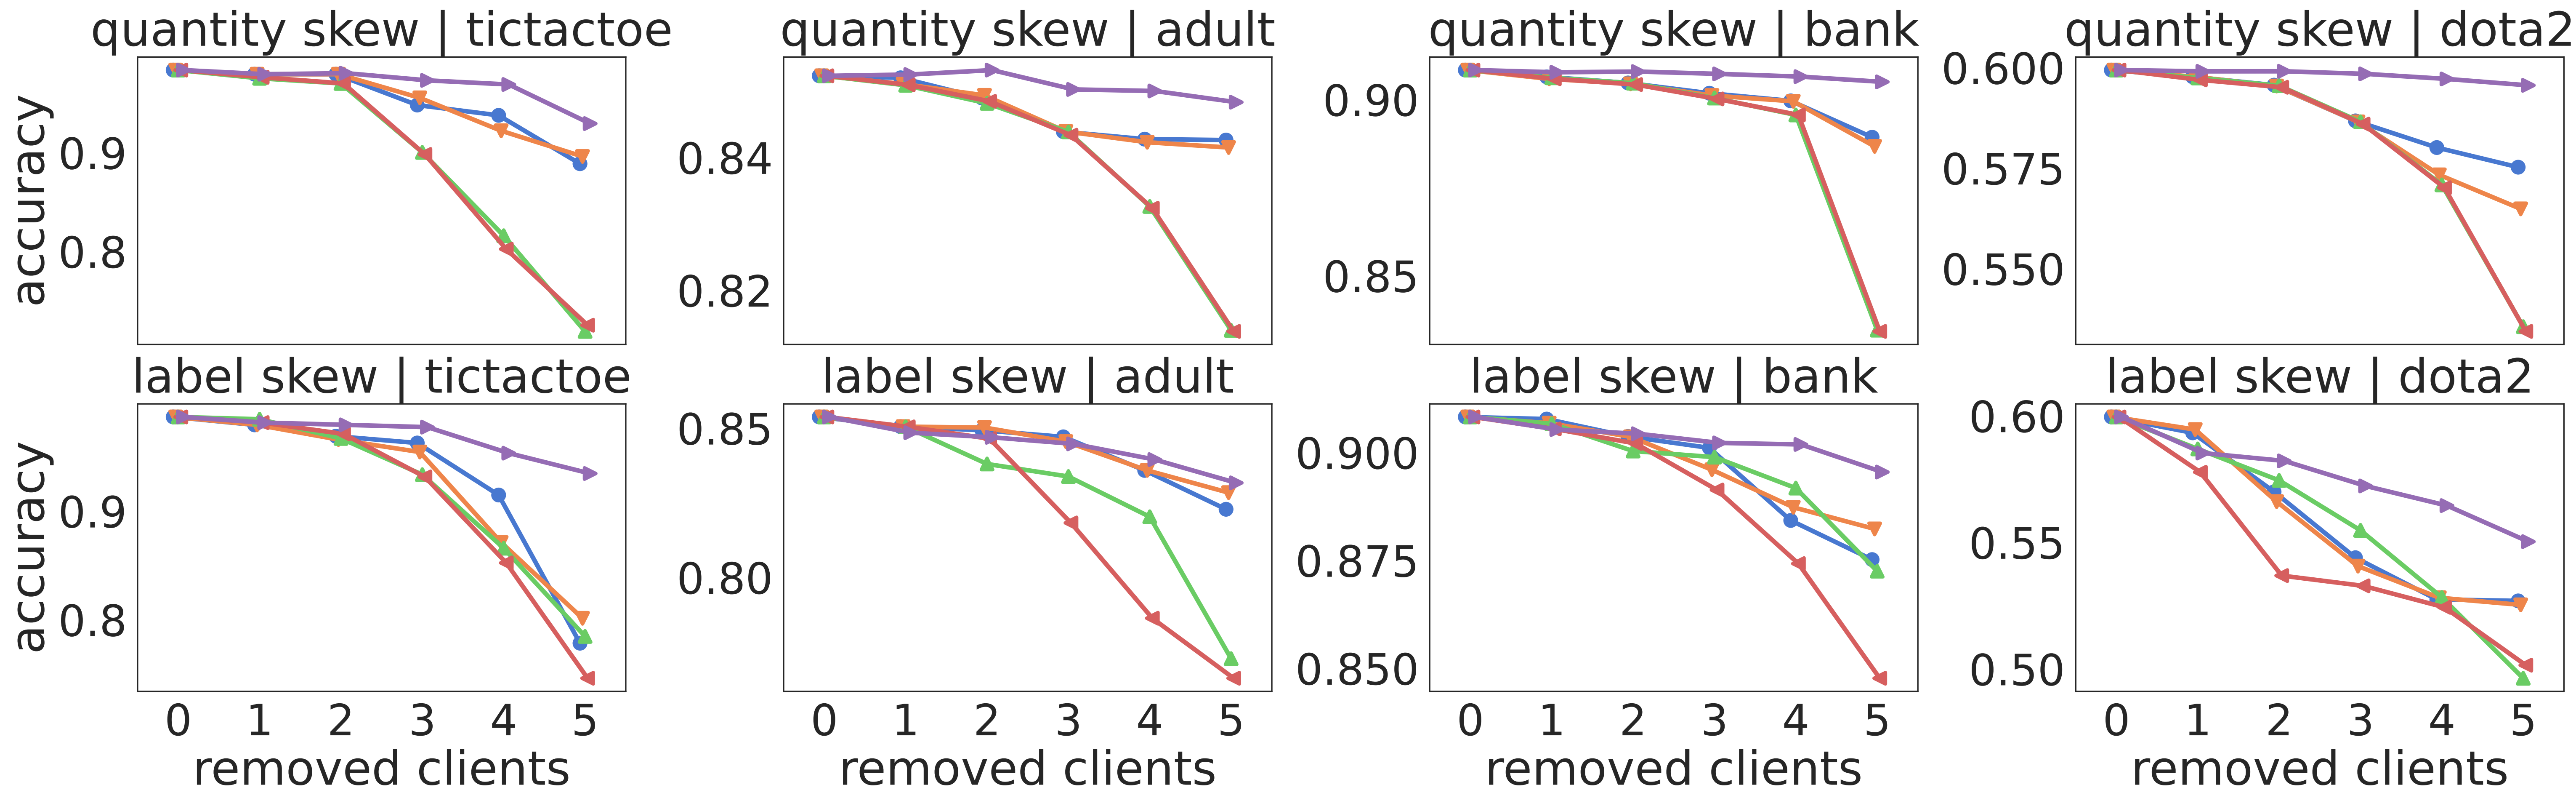 quantity skew | tictactoe
quantity skew | adult
quantity skew | bank
quantity skew | dota2
accuracy
0.9
0.8
0.84
0.82
0.90
0.85
0.600
0.575
0.550
label skew | tictactoe
label skew | adult
label skew | bank
label skew | dota2
accuracy
0.9
0.8
0.85
0.80
0.900
0.875
0.850
0.60
0.55
0.50
0 1 2 3 4 5
0 1 2 3 4 5
0 1 2 3 4 5
0 1 2 3 4 5
removed clients
removed clients
removed clients
removed clients